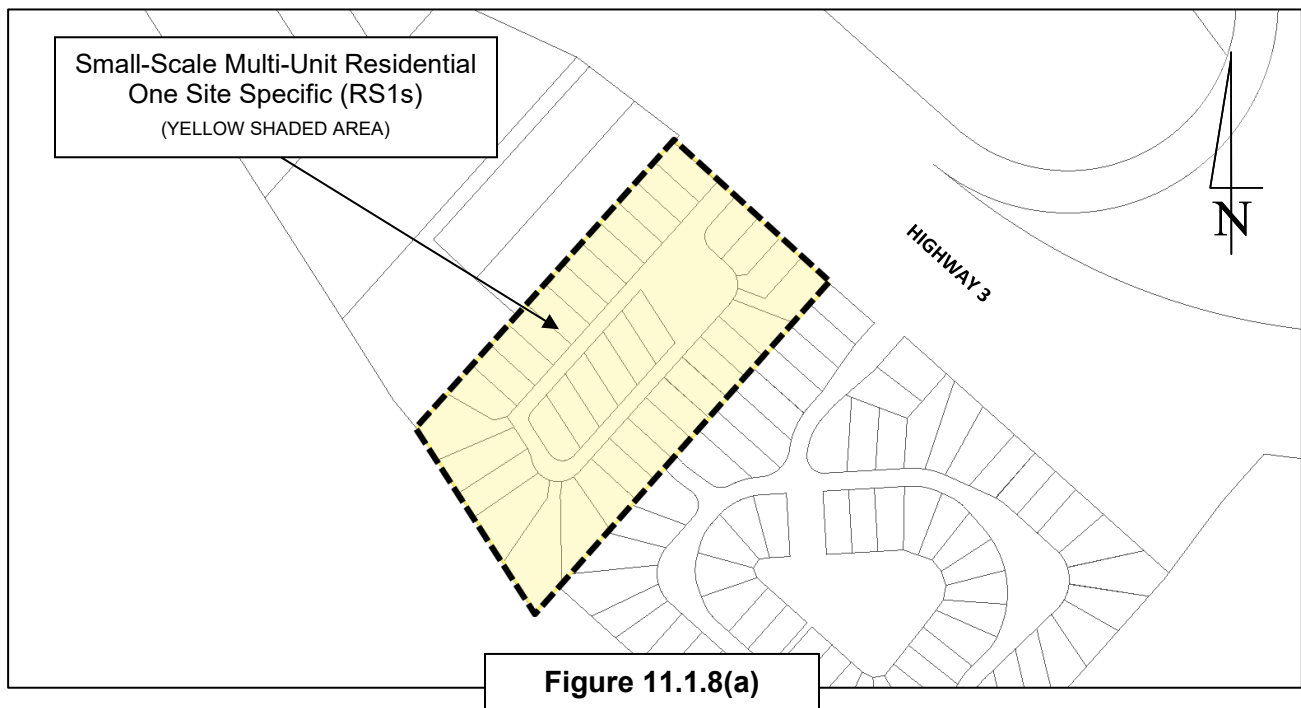 Small-Scale Multi-Unit Residential
One Site Specific (RS1s)
(YELLOW SHADED AREA)
HIGHWAY 3
N
Figure 11.1.8(a)